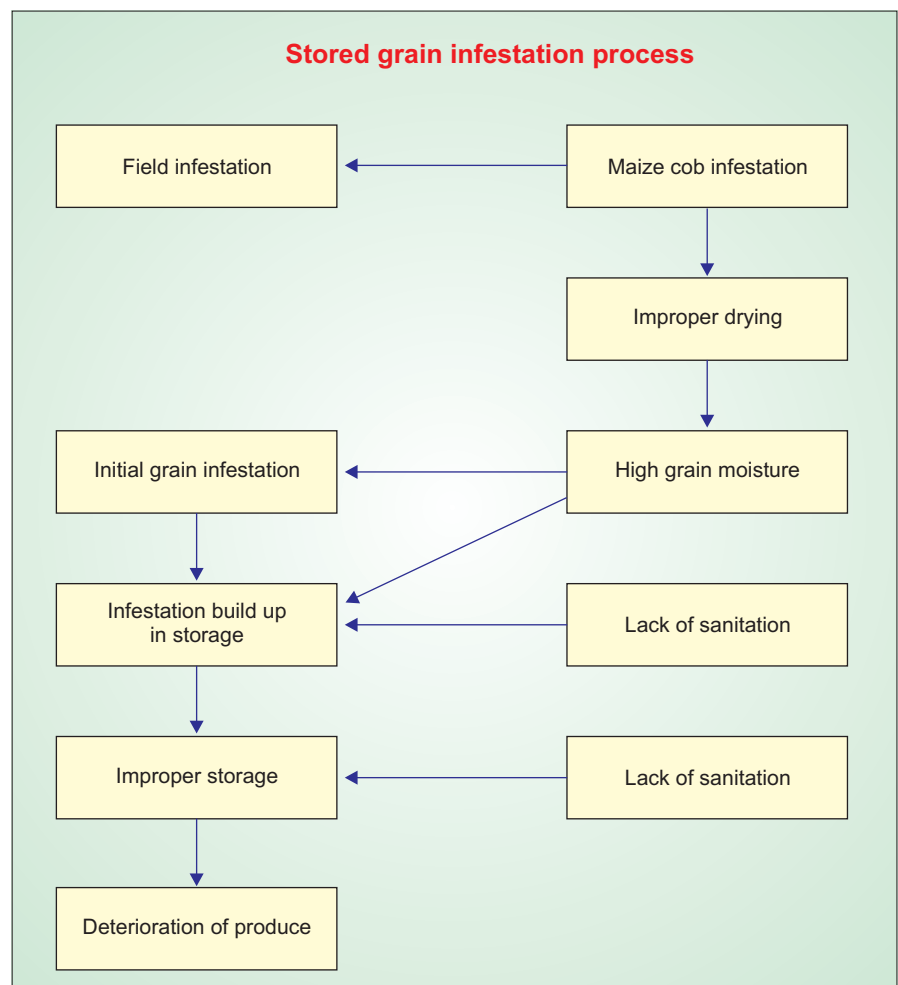 Stored grain infestation process
Field infestation
Maize cob infestation
Improper drying
Initial grain infestation
High grain moisture
Infestation build up
in storage
Lack of sanitation
Improper storage
Lack of sanitation
Deterioration of produce